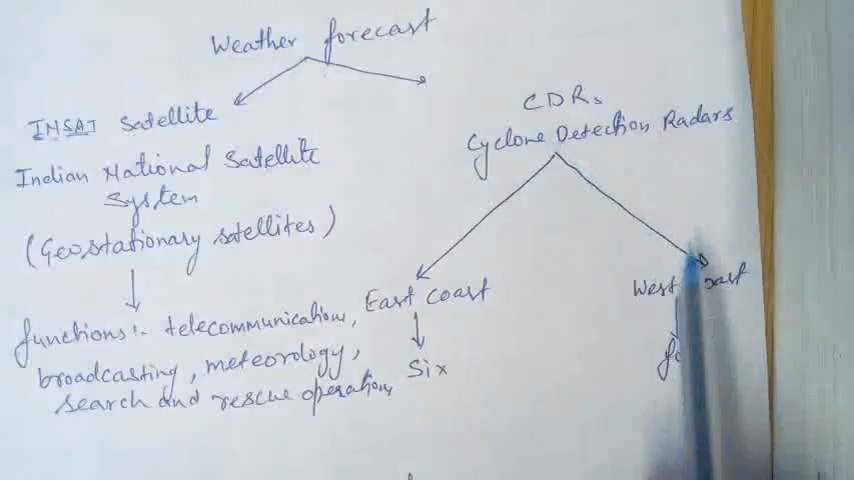 Weather forecast
INSAT Satellite
Indian National Satellite
System
(Geostationary satellites)
functions:- telecommunication,
broadcasting, meteorology,
search and rescue operation,
CDRs
Cyclone Detection Radars
East coast
Six
West